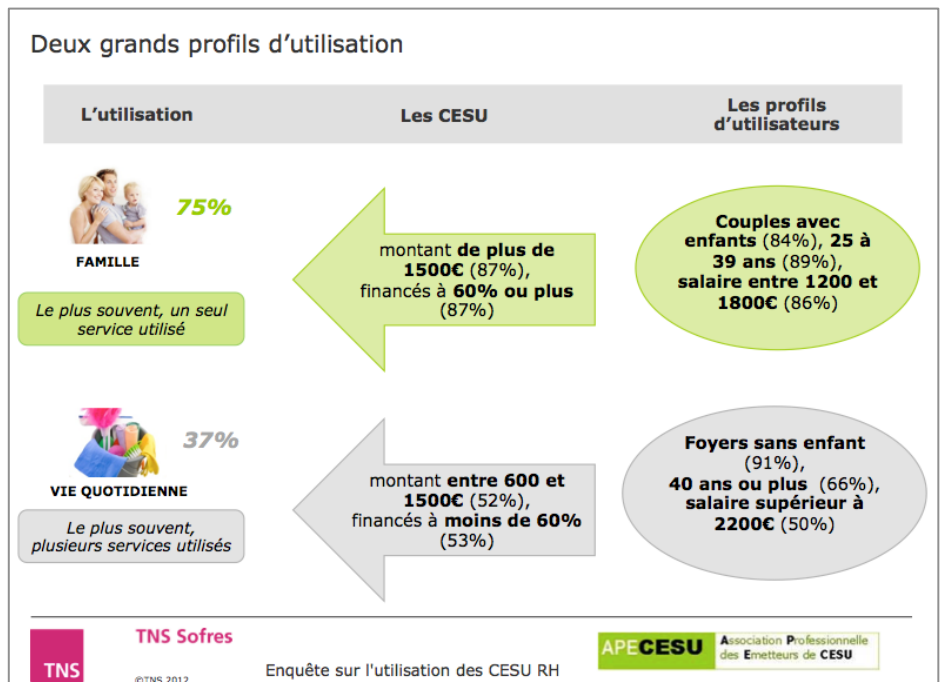 Deux grands profils d'utilisation
L'utilisation
Les CESU
Les profils
d'utilisateurs
75%
FAMILLE
Le plus souvent, un seul
service utilisé
montant de plus de
1500€ (87%),
financés à 60% ou plus
(87%)
Couples avec
enfants (84%), 25 à
39 ans (89%),
salaire entre 1200 et
1800€ (86%)
37%
VIE QUOTIDIENNE
Le plus souvent,
plusieurs services utilisés
montant entre 600 et
1500€ (52%),
financés à moins de 60%
(53%)
Foyers sans enfant
(91%),
40 ans ou plus (66%),
salaire supérieur à
2200€ (50%)
TNS
TNS Sofres
©TNS 2012
Enquête sur l'utilisation des CESU RH
APECESU
Association Professionnelle
des Emetteurs de CESU